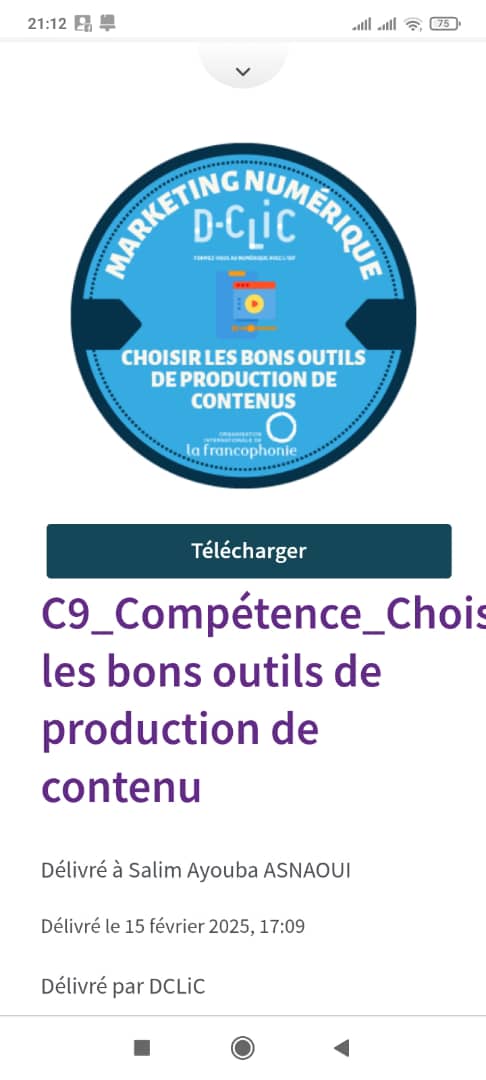 21:12
75
MARKETING NUMÉRIQUE
D-CLiC
FORMEZ-VOUS AU NUMÉRIQUE AVEC L'OIF
CHOISIR LES BONS OUTILS
DE PRODUCTION DE
CONTENUS
ORGANISATION
INTERNATIONALE DE
la francophonie
Télécharger
C9_Compétence_Chois
les bons outils de
production de
contenu
Délivré à Salim Ayouba ASNAOUI
Délivré le 15 février 2025, 17:09
Délivré par DCLiC